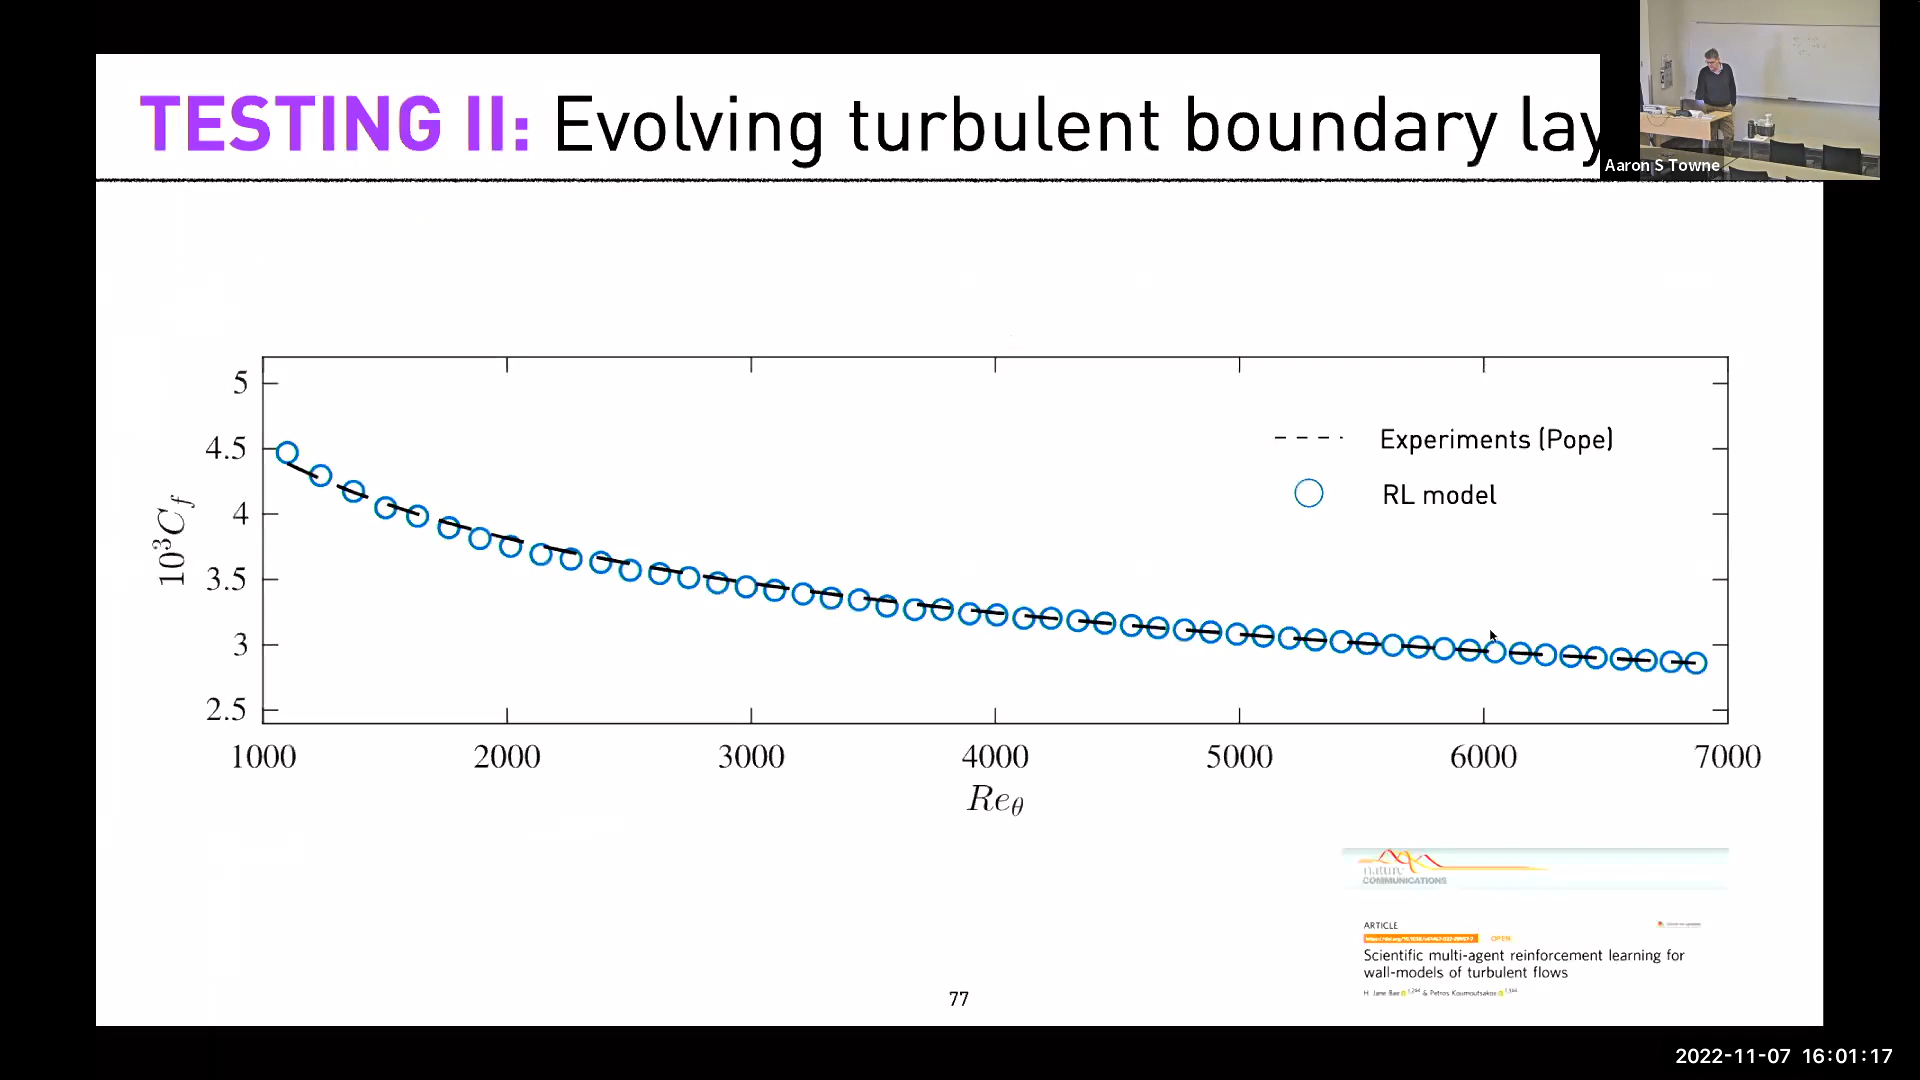 TESTING II: Evolving turbulent boundary lay
Aaron S Towne
5
4.5
4
3.5
3
2.5
10³C_f
Experiments (Pope)
RL model
1000 2000 3000 4000 5000 6000 7000
Re_θ
nature
COMMUNICATIONS
ARTICLE
OPEN
Scientific multi-agent reinforcement learning for
wall-models of turbulent flows
H. Jane Bae & Petros Koumoutsakos
77
2022-11-07 16:01:17